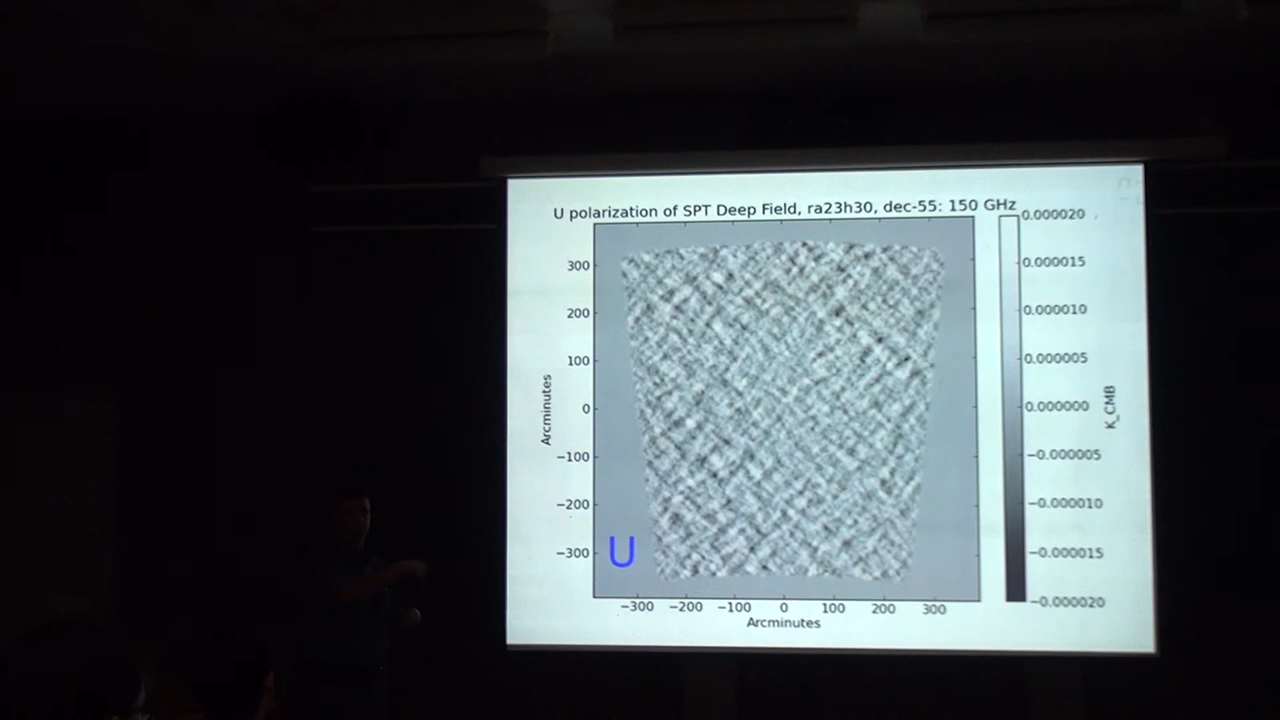 U polarization of SPT Deep Field, ra23h30, dec-55: 150 GHz
300
200
100
0
−100
−200
−300
Arcminutes
U
−300 −200 −100 0 100 200 300
Arcminutes
0.000020
0.000015
0.000010
0.000005
0.000000
−0.000005
−0.000010
−0.000015
−0.000020
K_CMB